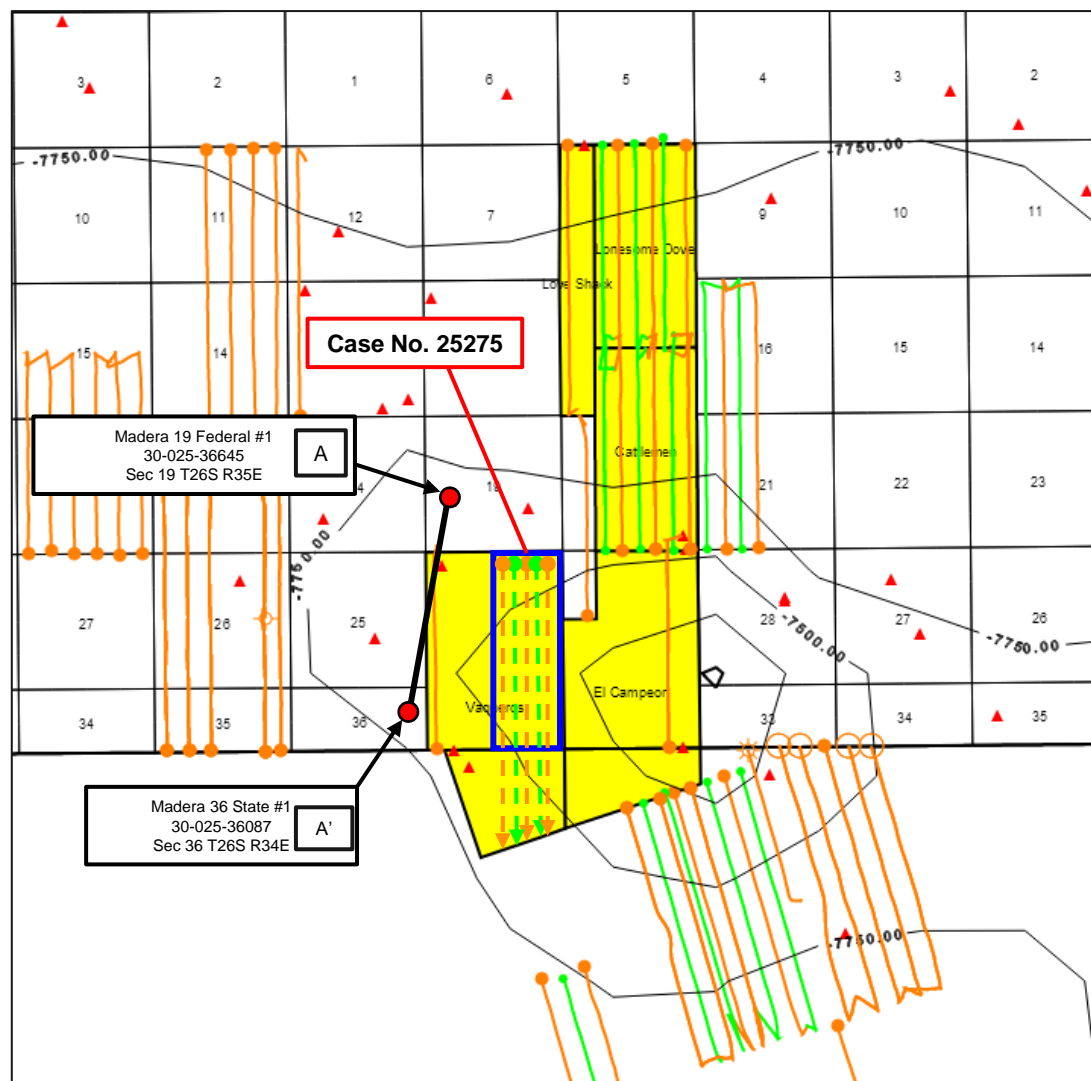 3 2 1 6 5 4 3 2
-7750.00 -7750.00
10 11 12 7 9 10 11
Lonesome Dove
Love Shack
Case No. 25275
15 14 16 15 14
Madera 19 Federal #1
30-025-36645
Sec 19 T26S R35E
A
Catllemen
21 22 23
-7750.00
27 26 25 28 27 26
-7500.00
-7750.00
El Campeon
Vaqueros
34 35 36 33 34 35
Madera 36 State #1
30-025-36087
Sec 36 T26S R34E
A'
-7750.00